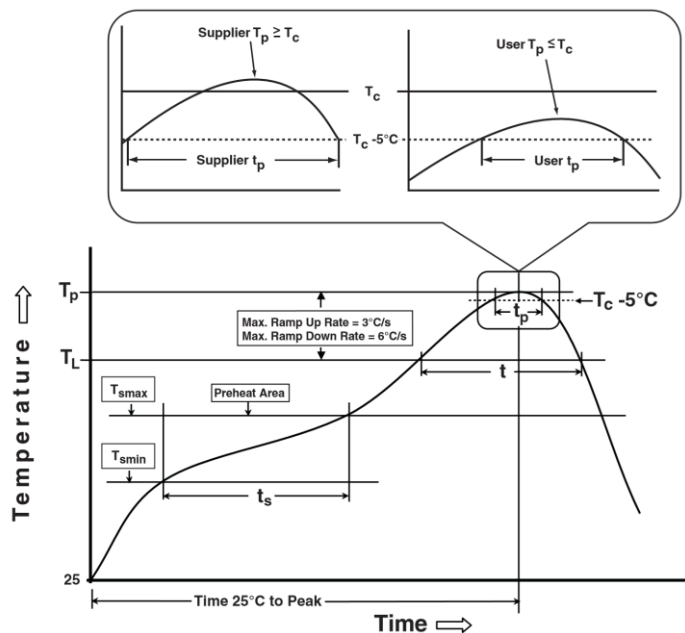 Supplier Tp ≥ Tc
User Tp ≤ Tc
Tc
Tc -5°C
Supplier tp
User tp
Tp
Tc -5°C
tp
Max. Ramp Up Rate = 3°C/s
Max. Ramp Down Rate = 6°C/s
TL
t
Tsmax
Preheat Area
Tsmin
ts
Temperature
25
Time 25°C to Peak
Time